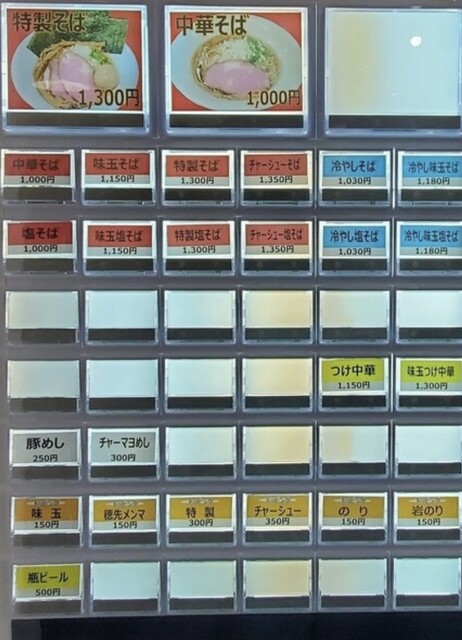 特製そば
1,300円
中華そば
1,000円
中華そば
1,000円
味玉そば
1,150円
特製そば
1,300円
チャーシューそば
1,350円
冷やしそば
1,030円
冷やし味玉そば
1,180円
塩そば
1,000円
味玉塩そば
1,150円
特製塩そば
1,300円
チャーシュー塩そば
1,350円
冷やし塩そば
1,030円
冷やし味玉塩そば
1,180円
つけ中華
1,150円
味玉つけ中華
1,300円
豚めし
250円
チャーマヨめし
300円
味玉
150円
穂先メンマ
150円
特製
300円
チャーシュー
350円
のり
150円
岩のり
150円
瓶ビール
500円